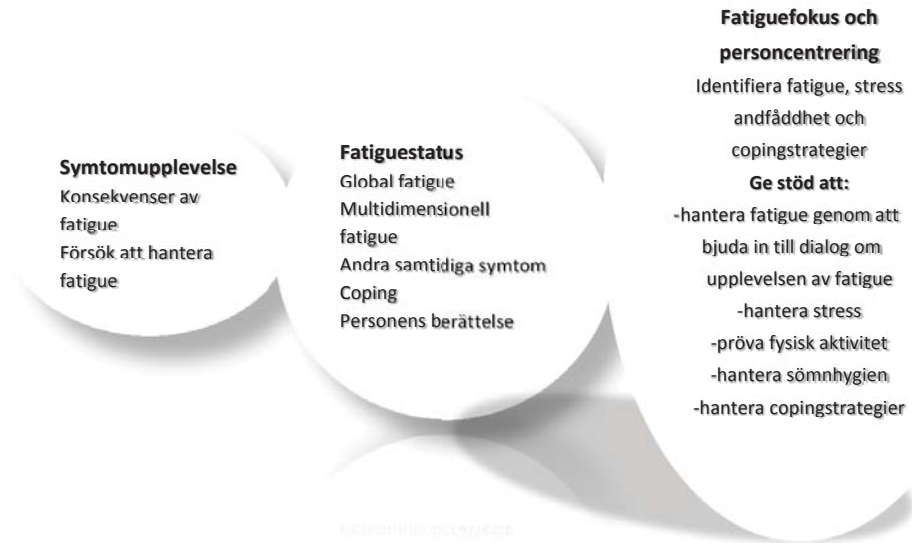 Symtomupplevelse
Konsekvenser av
fatigue
Försök att hantera
fatigue
Fatiguestatus
Global fatigue
Multidimensionell
fatigue
Andra samtidiga symtom
Coping
Personens berättelse
Fatiguefokus och
personcentrering
Identifiera fatigue, stress
andfåddhet och
copingstrategier
Ge stöd att:
-hantera fatigue genom att
bjuda in till dialog om
upplevelsen av fatigue
-hantera stress
-pröva fysisk aktivitet
-hantera sömnhygien
-hantera copingstrategier